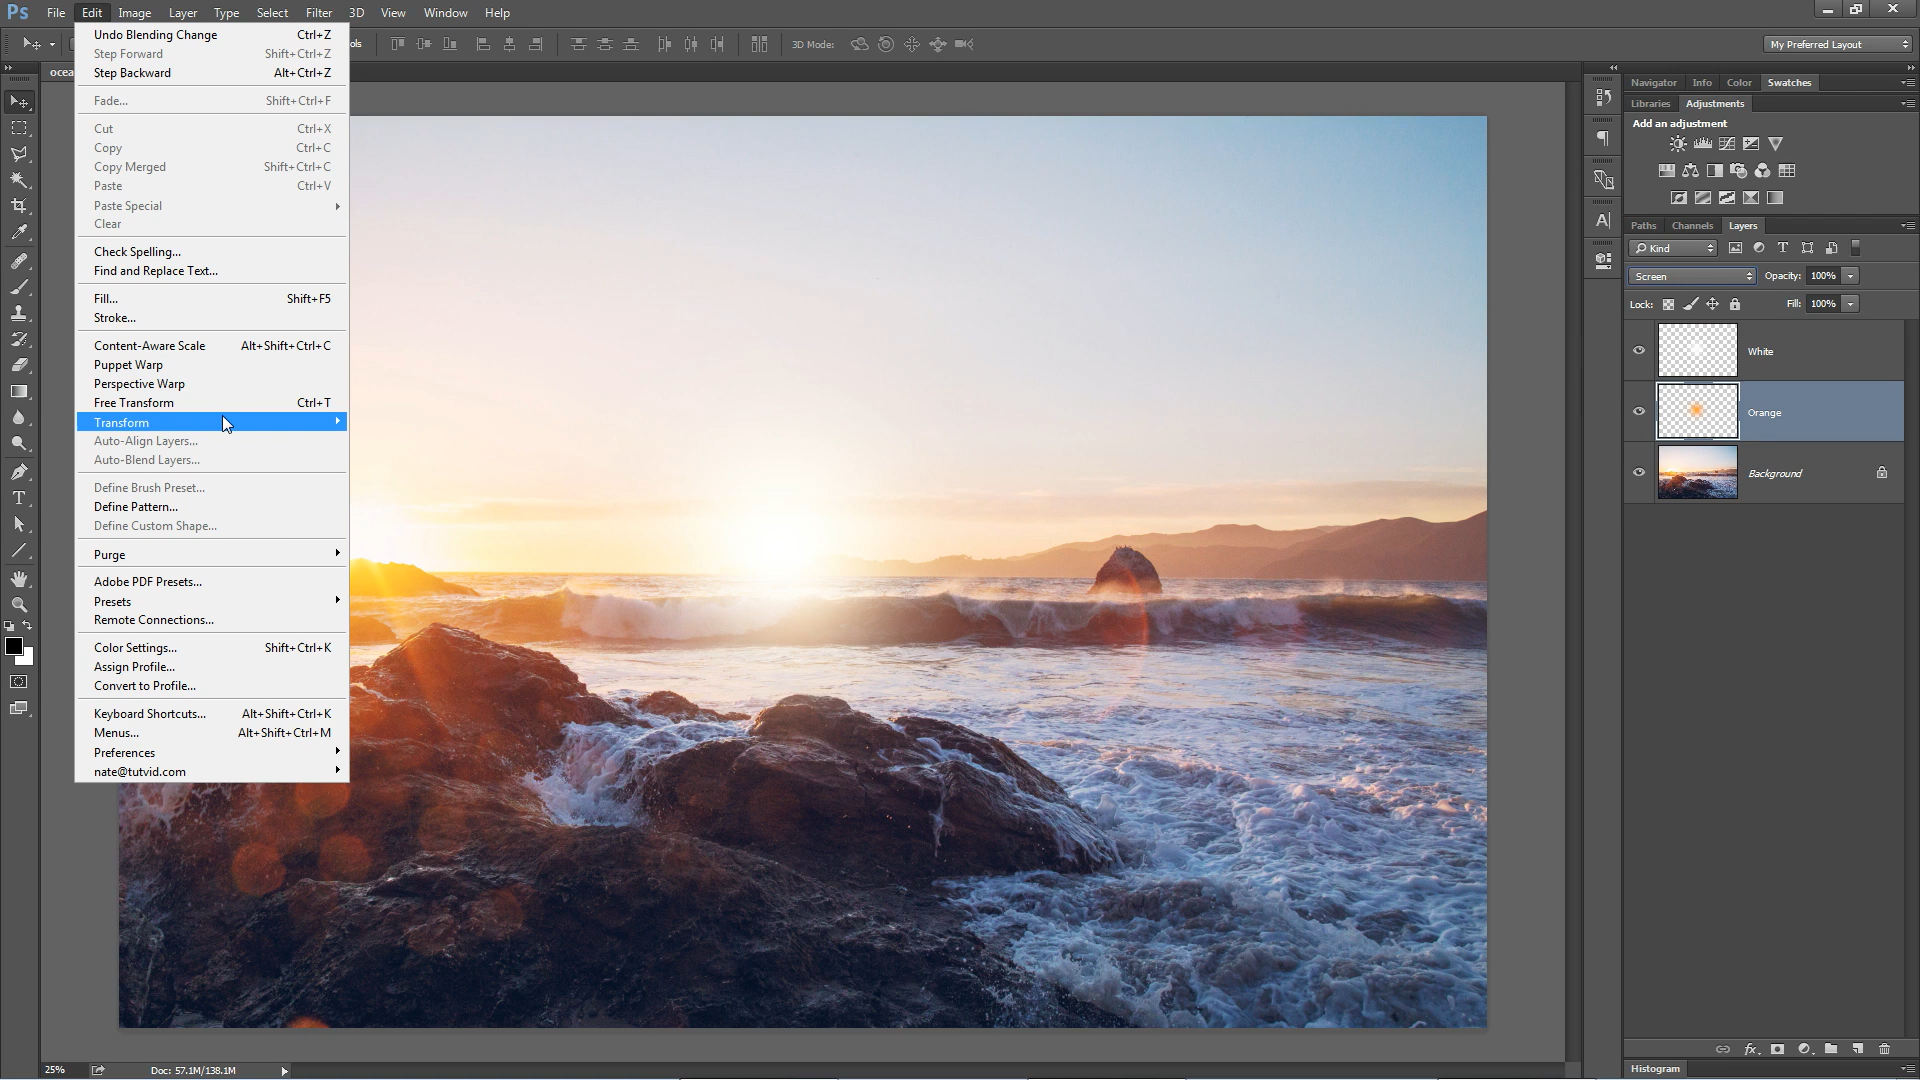 Ps File Edit Image Layer Type Select Filter 3D View Window Help
3D Mode:
My Preferred Layout
Undo Blending Change Ctrl+Z
Step Forward Shift+Ctrl+Z
Step Backward Alt+Ctrl+Z
Fade... Shift+Ctrl+F
Cut Ctrl+X
Copy Ctrl+C
Copy Merged Shift+Ctrl+C
Paste Ctrl+V
Paste Special
Clear
Check Spelling...
Find and Replace Text...
Fill... Shift+F5
Stroke...
Content-Aware Scale Alt+Shift+Ctrl+C
Puppet Warp
Perspective Warp
Free Transform Ctrl+T
Transform
Auto-Align Layers...
Auto-Blend Layers...
Define Brush Preset...
Define Pattern...
Define Custom Shape...
Purge
Adobe PDF Presets...
Presets
Remote Connections...
Color Settings... Shift+Ctrl+K
Assign Profile...
Convert to Profile...
Keyboard Shortcuts... Alt+Shift+Ctrl+K
Menus... Alt+Shift+Ctrl+M
Preferences
nate@tutvid.com
Navigator Info Color Swatches
Libraries Adjustments
Add an adjustment
Paths Channels Layers
Kind
Screen Opacity: 100%
Lock: Fill: 100%
White
Orange
Background
Histogram
25% Doc: 57.1M/138.1M